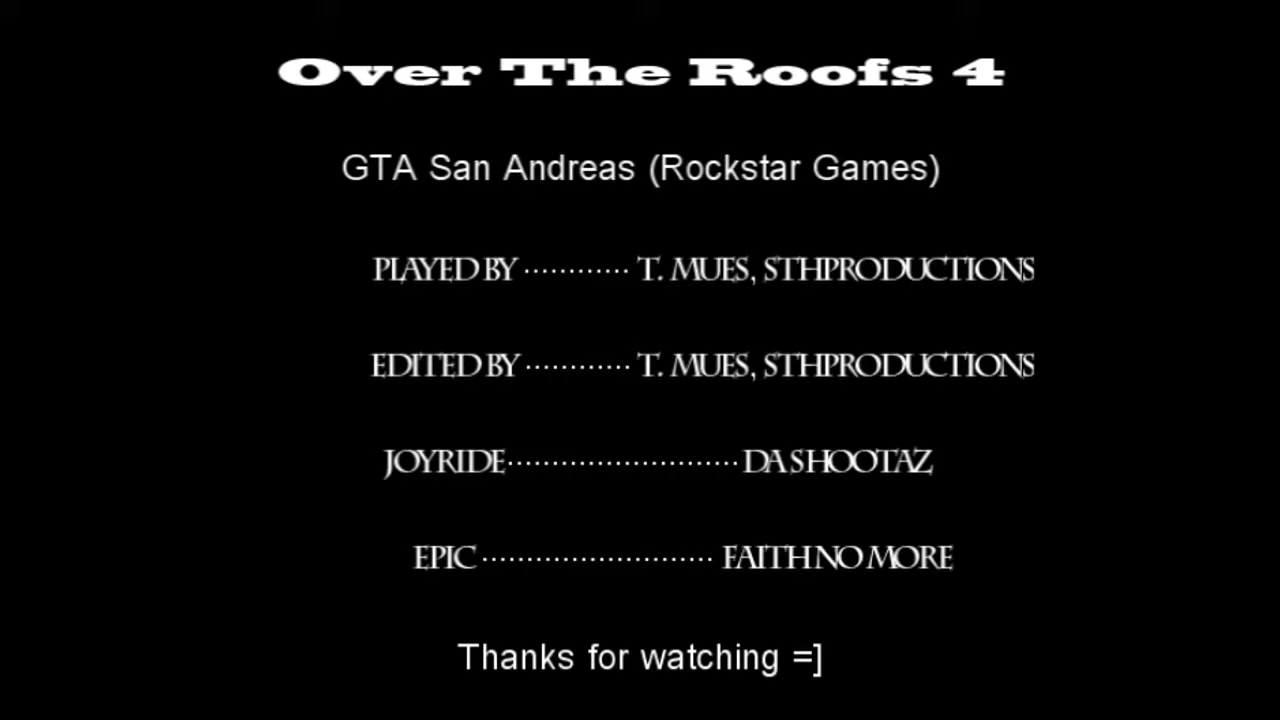 Over The Roofs 4
GTA San Andreas (Rockstar Games)
PLAYED BY ............ T. MUES, STHPRODUCTIONS
EDITED BY ............ T. MUES, STHPRODUCTIONS
JOYRIDE.......................... DA SHOOTAZ
EPIC .......................... FAITH NO MORE
Thanks for watching =]